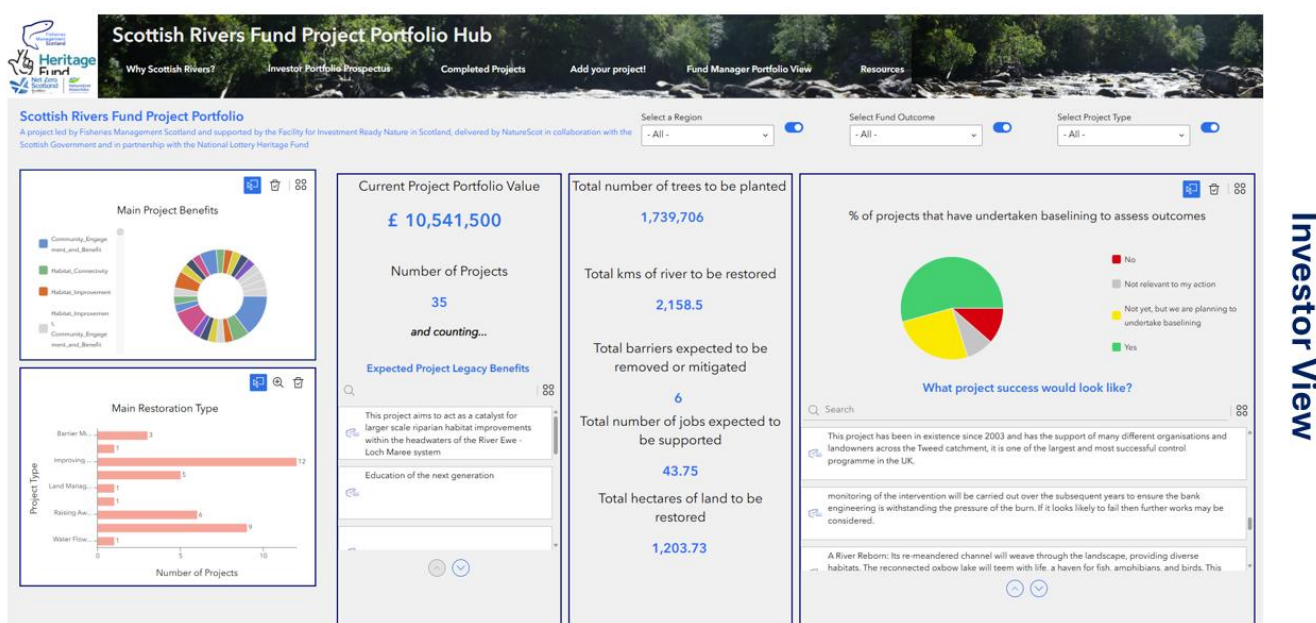 Fisheries
Management
Scotland
Heritage
Fund
Net Zero
Scotland
Scottish Rivers Fund Project Portfolio Hub
Why Scottish Rivers?
Investor Portfolio Prospectus
Completed Projects
Add your project!
Fund Manager Portfolio View
Resources
Scottish Rivers Fund Project Portfolio
A project led by Fisheries Management Scotland and supported by the Facility for Investment Ready Nature in Scotland, delivered by NatureScot in collaboration with the
Scottish Government and in partnership with the National Lottery Heritage Fund
Select a Region
- All -
Select Fund Outcome
- All -
Select Project Type
- All -
Main Project Benefits
Community_Engage
ment_and_Benefit
Habitat_Connectivity
Habitat_Improvement
Habitat_Improvemen
t,
Community_Engage
ment_and_Benefit
Main Restoration Type
Project Type
Barrier Mi...
Improving ...
Land Manag...
Raising Aw...
Water Flow...
3
1
12
5
1
1
6
9
1
0
5
10
Number of Projects
Current Project Portfolio Value
£ 10,541,500
Number of Projects
35
and counting...
Expected Project Legacy Benefits
This project aims to act as a catalyst for
larger scale riparian habitat improvements
within the headwaters of the River Ewe -
Loch Maree system
Education of the next generation
Total number of trees to be planted
1,739,706
Total kms of river to be restored
2,158.5
Total barriers expected to be
removed or mitigated
6
Total number of jobs expected to
be supported
43.75
Total hectares of land to be
restored
1,203.73
% of projects that have undertaken baselining to assess outcomes
No
Not relevant to my action
Not yet, but we are planning to
undertake baselining
Yes
What project success would look like?
Search
This project has been in existence since 2003 and has the support of many different organisations and
landowners across the Tweed catchment, it is one of the largest and most successful control
programme in the UK.
monitoring of the intervention will be carried out over the subsequent years to ensure the bank
engineering is withstanding the pressure of the burn. If it looks likely to fail then further works may be
considered.
A River Reborn: Its re-meandered channel will weave through the landscape, providing diverse
habitats. The reconnected oxbow lake will teem with life, a haven for fish, amphibians, and birds. This
Investor View